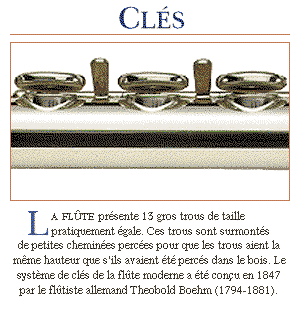 CLÉS
LA FLÛTE présente 13 gros trous de taille
pratiquement égale. Ces trous sont surmontés
de petites cheminées percées pour que les trous aient la
même hauteur que s'ils avaient été percés dans le bois. Le
système de clés de la flûte moderne a été conçu en 1847
par le flûtiste allemand Theobold Boehm (1794-1881).